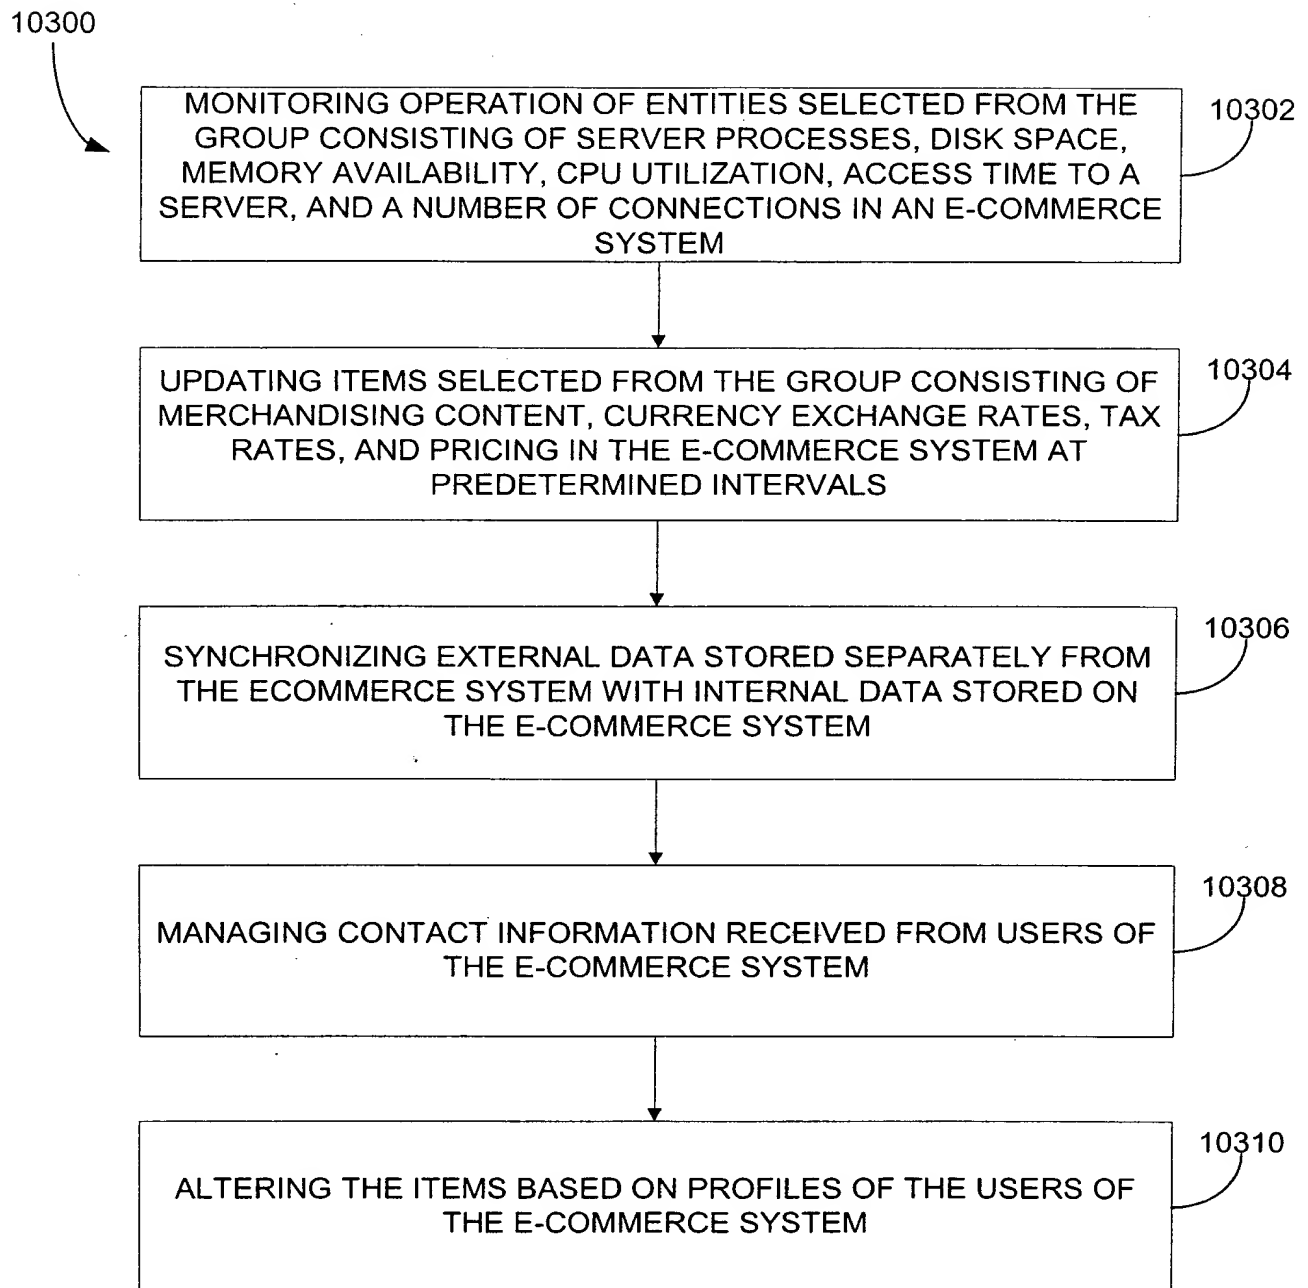 10300
MONITORING OPERATION OF ENTITIES SELECTED FROM THE
GROUP CONSISTING OF SERVER PROCESSES, DISK SPACE,
MEMORY AVAILABILITY, CPU UTILIZATION, ACCESS TIME TO A
SERVER, AND A NUMBER OF CONNECTIONS IN AN E-COMMERCE
SYSTEM
10302
UPDATING ITEMS SELECTED FROM THE GROUP CONSISTING OF
MERCHANDISING CONTENT, CURRENCY EXCHANGE RATES, TAX
RATES, AND PRICING IN THE E-COMMERCE SYSTEM AT
PREDETERMINED INTERVALS
10304
SYNCHRONIZING EXTERNAL DATA STORED SEPARATELY FROM
THE ECOMMERCE SYSTEM WITH INTERNAL DATA STORED ON
THE E-COMMERCE SYSTEM
10306
MANAGING CONTACT INFORMATION RECEIVED FROM USERS OF
THE E-COMMERCE SYSTEM
10308
ALTERING THE ITEMS BASED ON PROFILES OF THE USERS OF
THE E-COMMERCE SYSTEM
10310